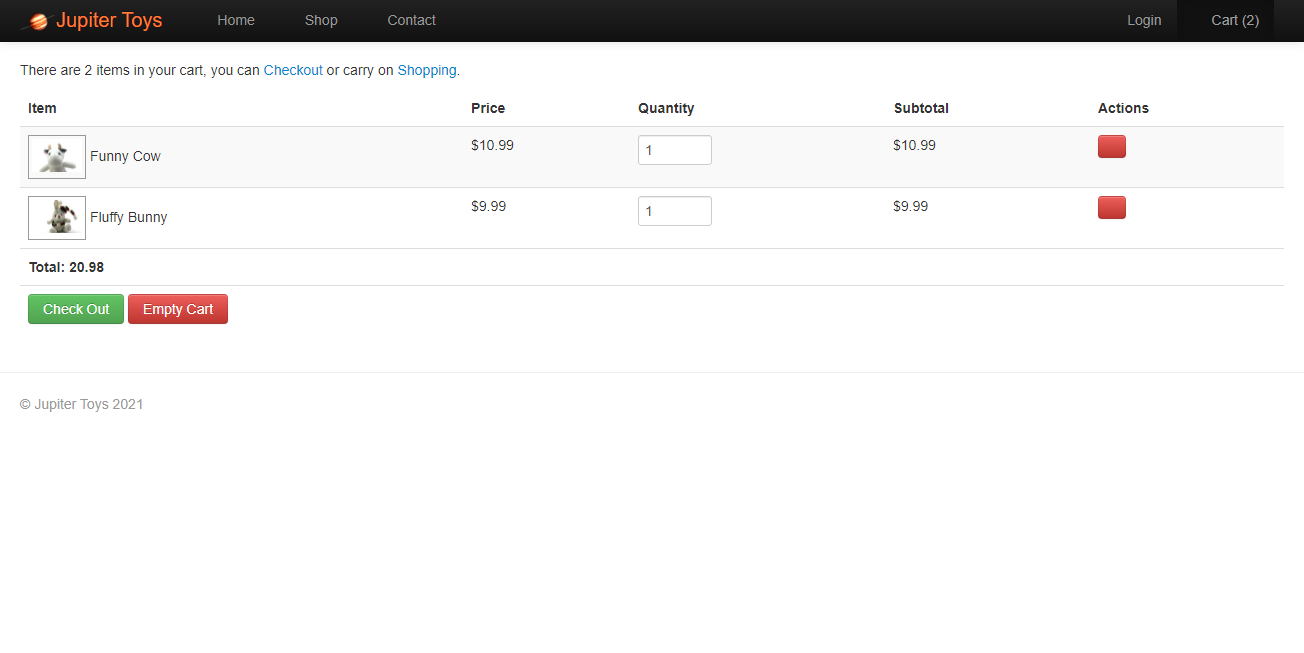 Jupiter Toys Home Shop Contact Login Cart (2)
There are 2 items in your cart, you can Checkout or carry on Shopping.
Item Price Quantity Subtotal Actions
Funny Cow $10.99 1 $10.99
Fluffy Bunny $9.99 1 $9.99
Total: 20.98
Check Out Empty Cart
© Jupiter Toys 2021